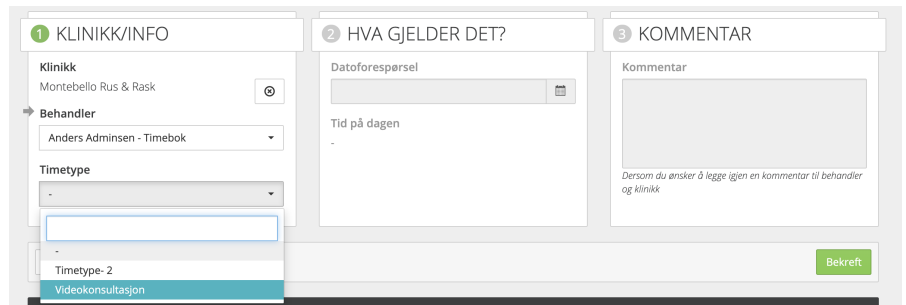 1 KLINIKK/INFO
Klinikk
Montebello Rus & Rask
Behandler
Anders Adminsen - Timebok
Timetype
-
-
Timetype- 2
Videokonsultasjon
2 HVA GJELDER DET?
Datoforespørsel
Tid på dagen
-
3 KOMMENTAR
Kommentar
Dersom du ønsker å legge igjen en kommentar til behandler
og klinikk
Bekreft